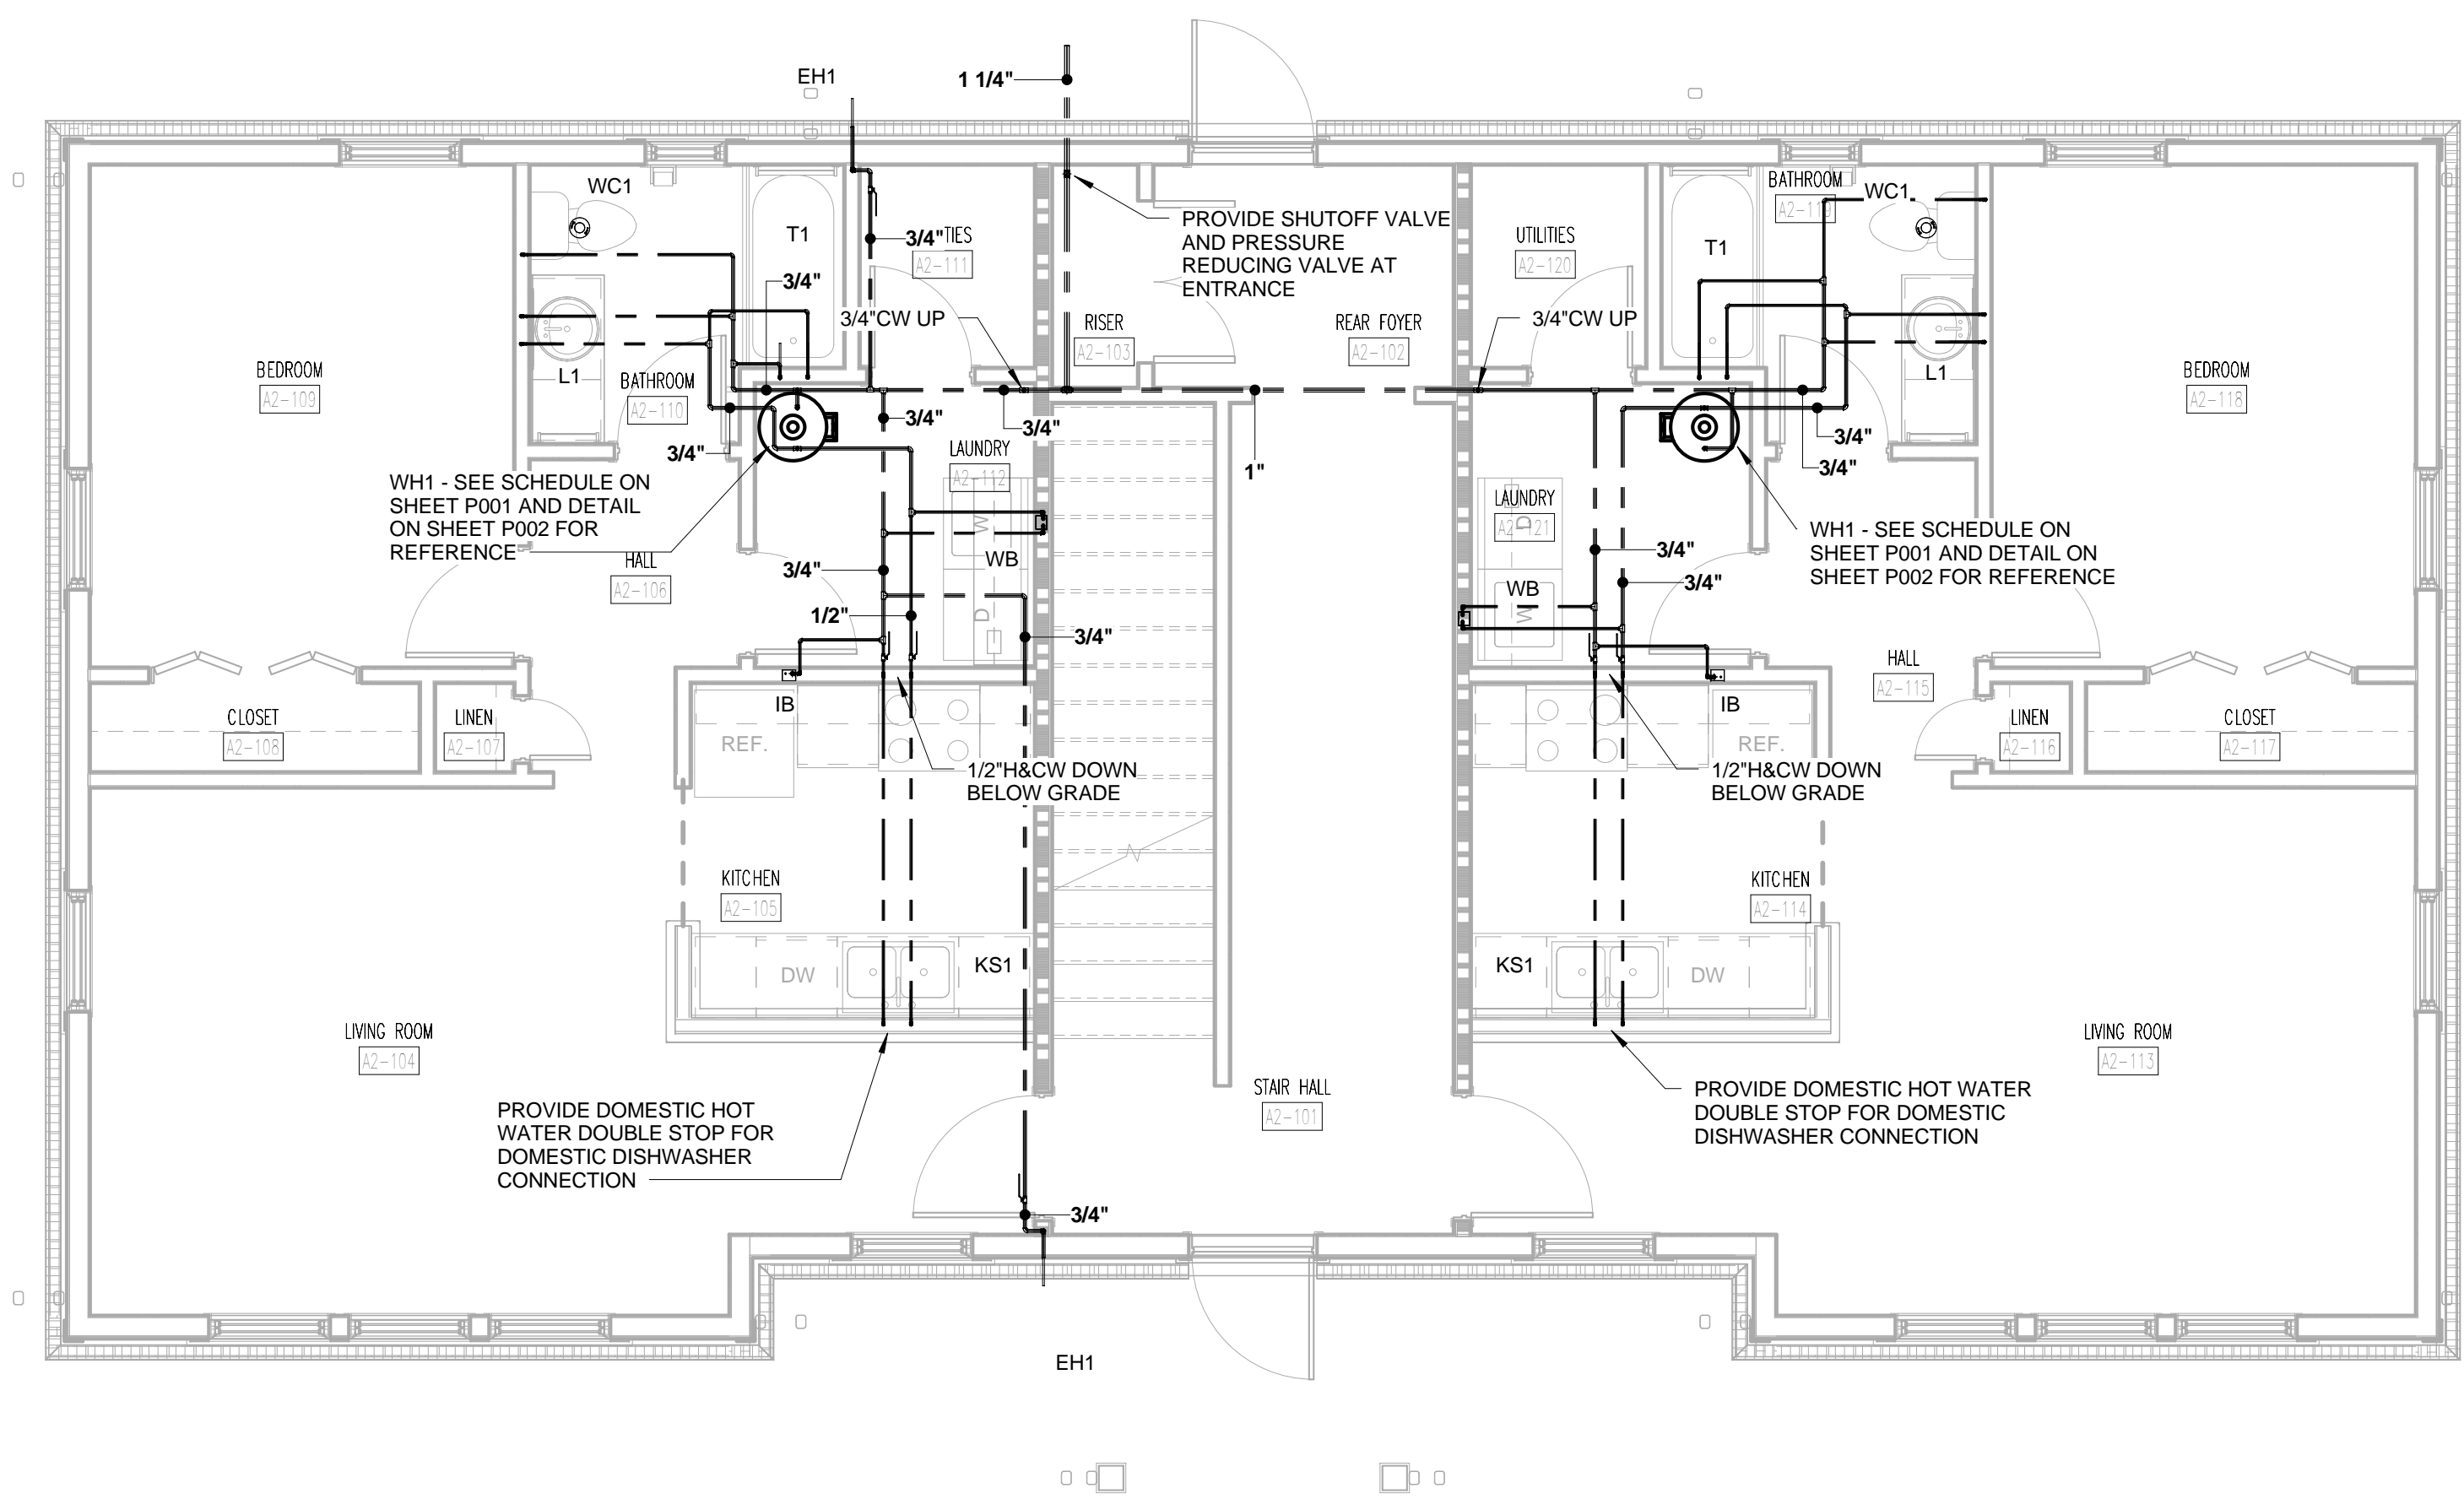 EH1
1 1/4"
WC1
T1
3/4"
TIES
A2-111
3/4"
3/4"CW UP
PROVIDE SHUTOFF VALVE
AND PRESSURE
REDUCING VALVE AT
ENTRANCE
RISER
A2-103
REAR FOYER
A2-102
UTILITIES
A2-120
3/4"CW UP
BATHROOM
A2-119
WC1
T1
BEDROOM
A2-109
L1
BATHROOM
A2-110
3/4"
3/4"
3/4"
3/4"
1"
L1
BEDROOM
A2-118
3/4"
3/4"
WH1 - SEE SCHEDULE ON
SHEET P001 AND DETAIL
ON SHEET P002 FOR
REFERENCE
LAUNDRY
A2-112
W
WB
D
LAUNDRY
A2-121
D
WB
W
WH1 - SEE SCHEDULE ON
SHEET P001 AND DETAIL ON
SHEET P002 FOR REFERENCE
HALL
A2-106
3/4"
1/2"
3/4"
3/4"
3/4"
HALL
A2-115
CLOSET
A2-108
LINEN
A2-107
IB
REF.
1/2"H&CW DOWN
BELOW GRADE
IB
REF.
1/2"H&CW DOWN
BELOW GRADE
LINEN
A2-116
CLOSET
A2-117
KITCHEN
A2-105
DW
KS1
KITCHEN
A2-114
KS1
DW
LIVING ROOM
A2-104
STAIR HALL
A2-101
LIVING ROOM
A2-113
PROVIDE DOMESTIC HOT
WATER DOUBLE STOP FOR
DOMESTIC DISHWASHER
CONNECTION
PROVIDE DOMESTIC HOT WATER
DOUBLE STOP FOR DOMESTIC
DISHWASHER CONNECTION
3/4"
EH1